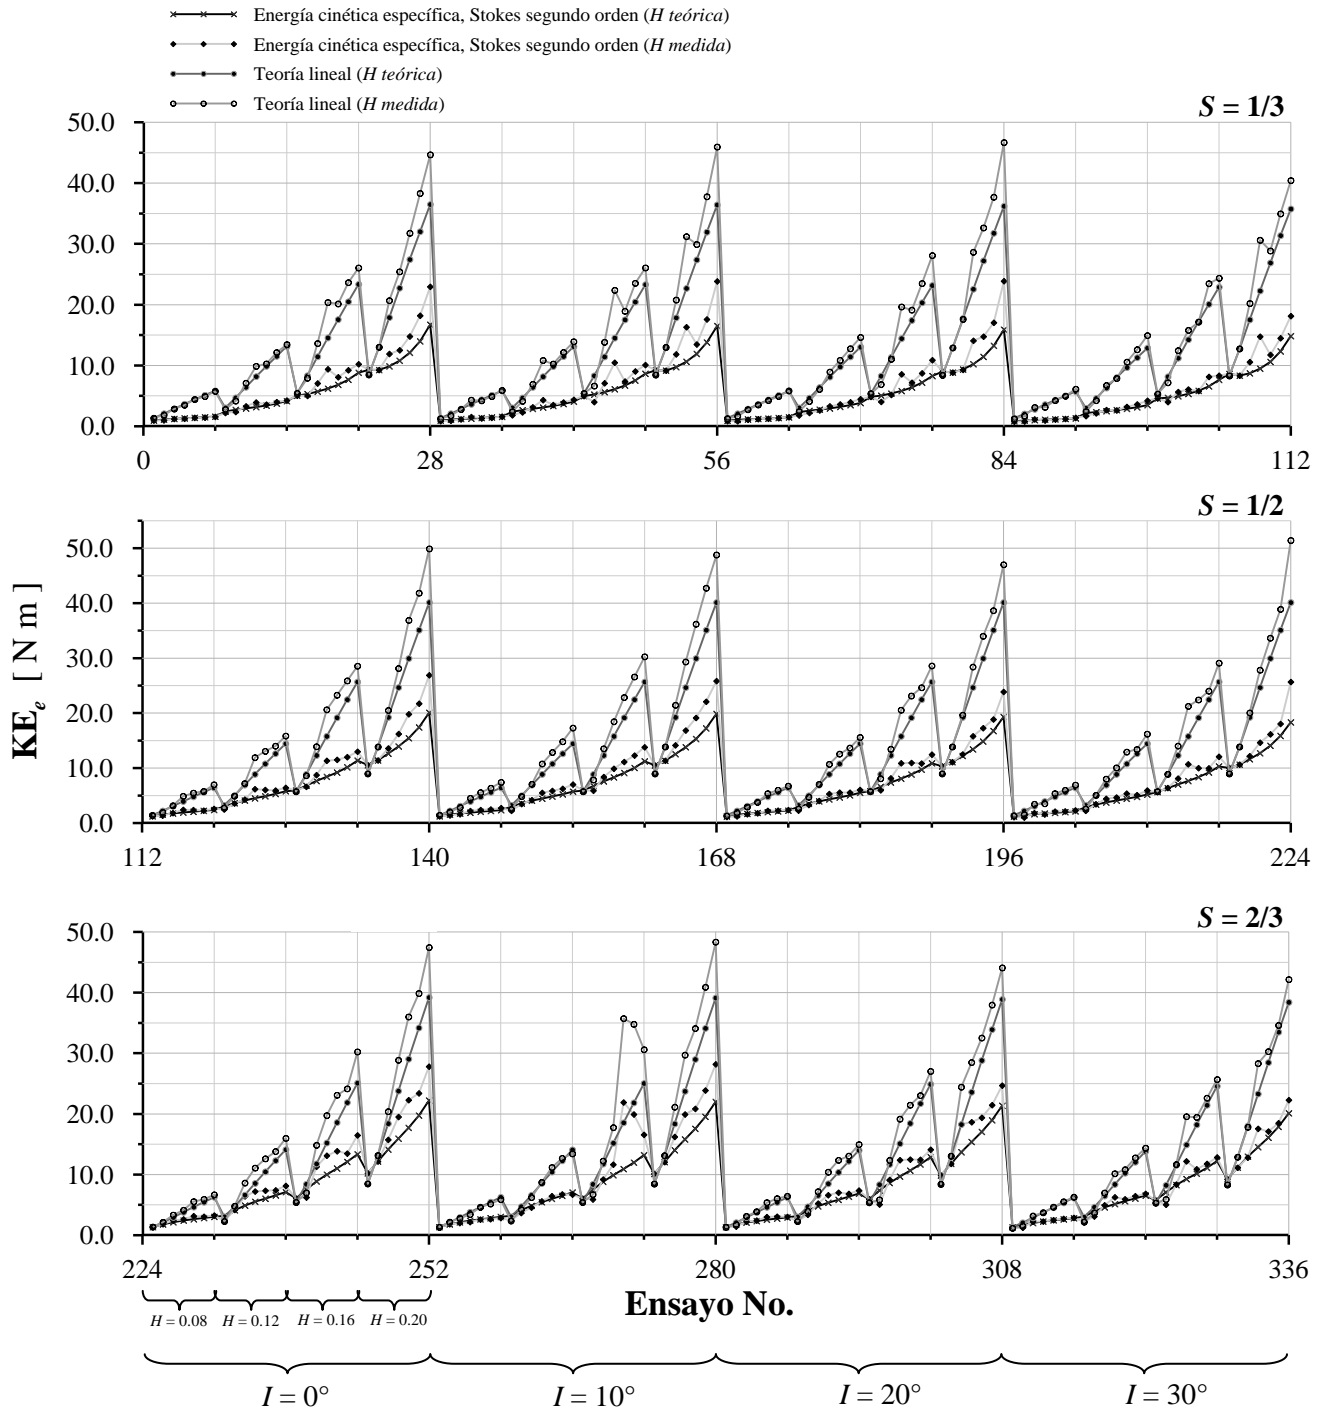 Energía cinética específica, Stokes segundo orden (H teórica)
Energía cinética específica, Stokes segundo orden (H medida)
Teoría lineal (H teórica)
Teoría lineal (H medida)
S = 1/3
50.0
40.0
30.0
20.0
10.0
0.0
0 28 56 84 112
S = 1/2
50.0
40.0
30.0
20.0
10.0
0.0
112 140 168 196 224
KEe [ N m ]
S = 2/3
50.0
40.0
30.0
20.0
10.0
0.0
224 252 280 308 336
Ensayo No.
H = 0.08 H = 0.12 H = 0.16 H = 0.20
I = 0° I = 10° I = 20° I = 30°